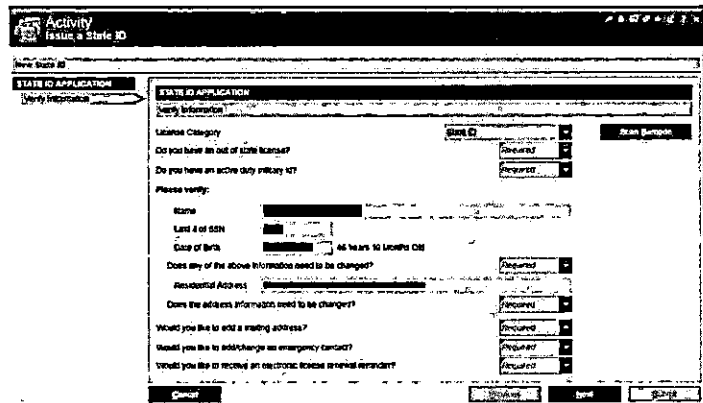 Activity
Issue a State ID
New State ID
STATE ID APPLICATION
Verify Information
STATE ID APPLICATION
Verify Information
License Category State ID Scan Sample
Do you have an out of state license? Required
Do you have an active duty military id? Required
Please verify:
Name
Last 4 of SSN
Date of Birth 46 Years 10 Months Old
Does any of the above information need to be changed? Required
Residential Address
Does the address information need to be changed? Required
Would you like to add a mailing address? Required
Would you like to add/change an emergency contact? Required
Would you like to receive an electronic license renewal reminder? Required
Cancel Previous Next Submit